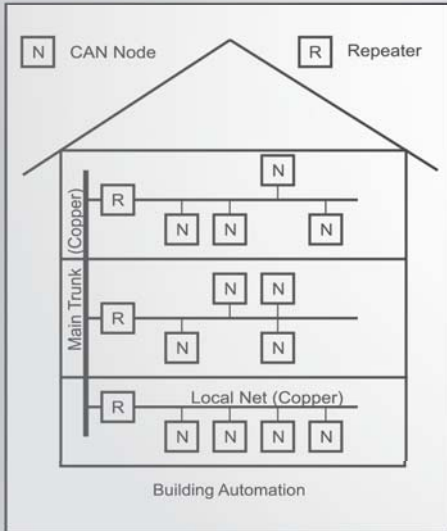 N CAN Node
R Repeater
Main Trunk (Copper)
R
N
N
N
N
R
N
N
N
N
Local Net (Copper)
R
N
N
N
N
Building Automation